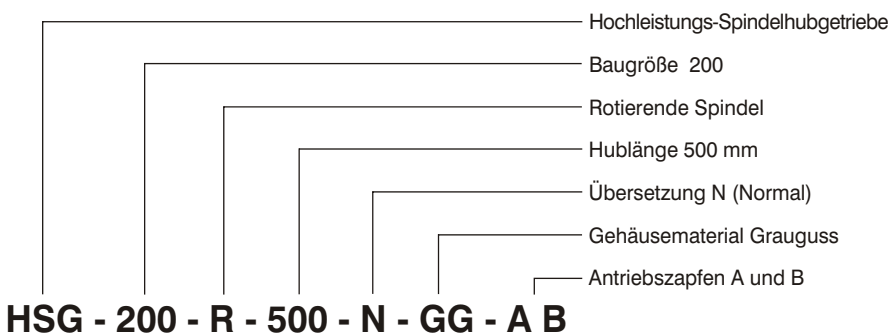 Hochleistungs-Spindelhubgetriebe
Baugröße 200
Rotierende Spindel
Hublänge 500 mm
Übersetzung N (Normal)
Gehäusematerial Grauguss
Antriebszapfen A und B
HSG - 200 - R - 500 - N - GG - A B